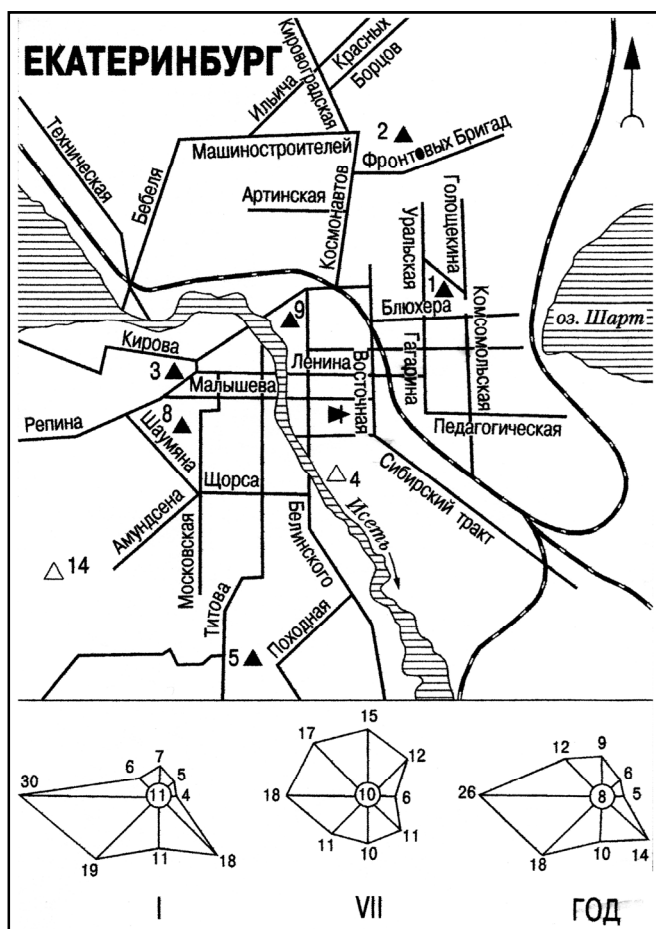 ЕКАТЕРИНБУРГ
Кировоградская
Красных
Борцов
Ильича
Техническая
Бебеля
Машиностроителей
2
Фронтовых Бригад
Артинская
Космонавтов
Уральская
Голощекина
1
9
Блюхера
Комсомольская
оз. Шарт
Кирова
3
Ленина
Восточная
Гагарина
Малышева
Репина
8
Шаумяна
Педагогическая
Щорса
4
Сибирский тракт
Исеть
Амундсена
Белинского
14
Московская
Титова
Походная
5
30
6
7
5
4
11
19
11
18
I
17
15
12
18
10
6
11
10
11
VII
12
9
6
26
8
5
18
10
14
ГОД